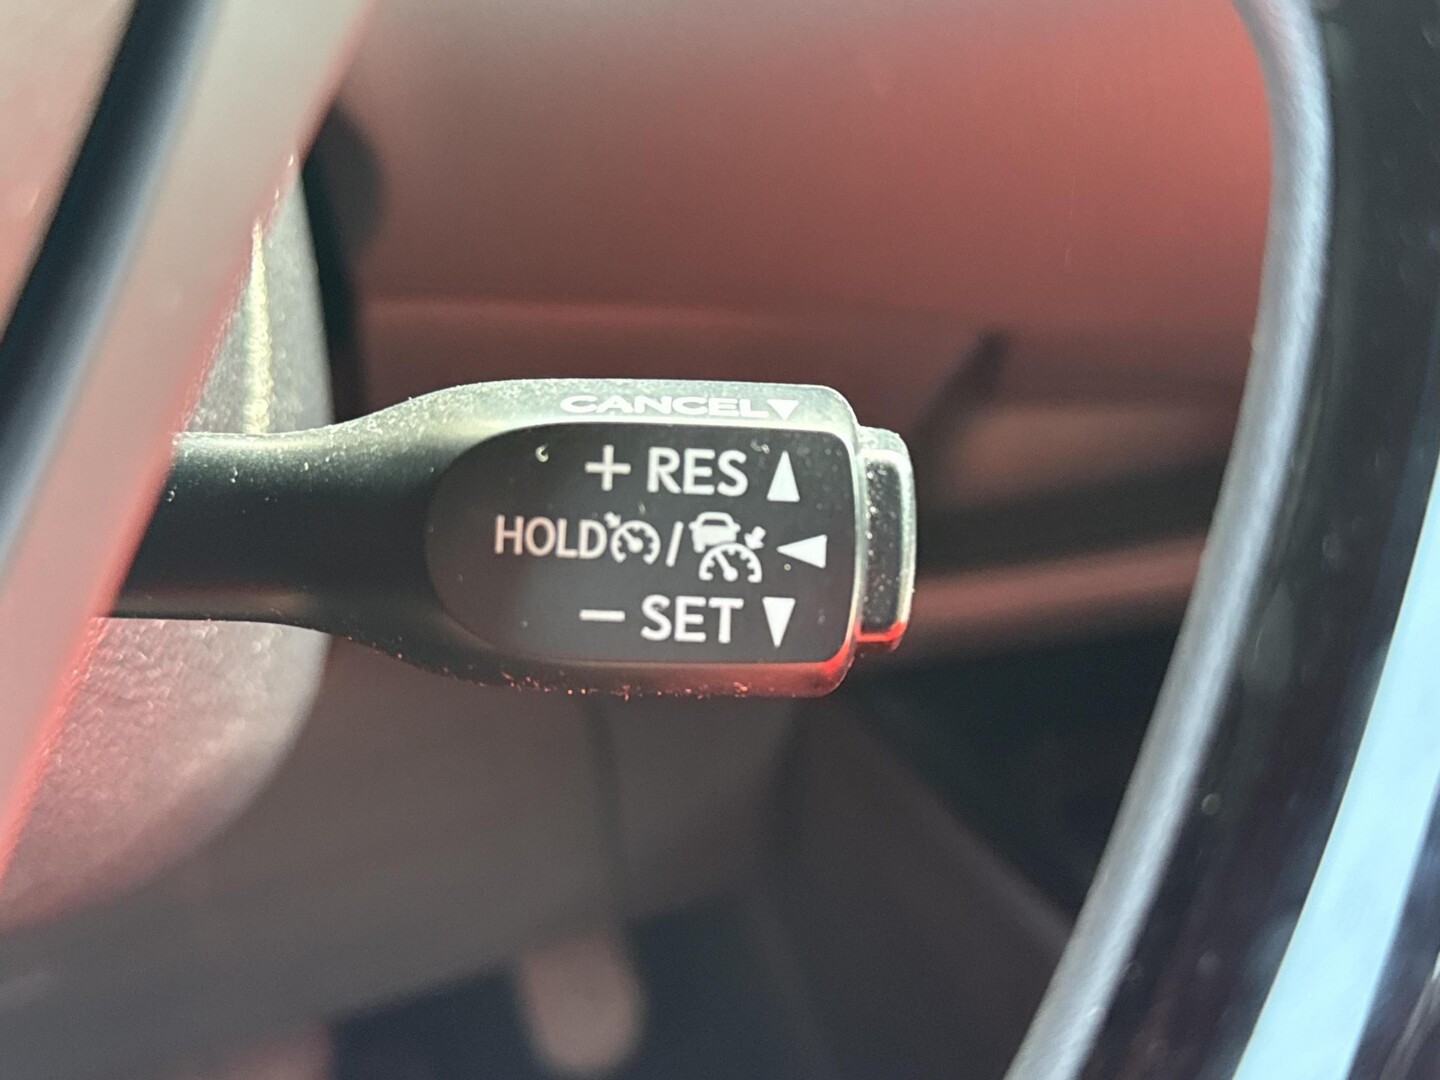 CANCEL▼
+ RES ▲
HOLD / ◀
− SET ▼